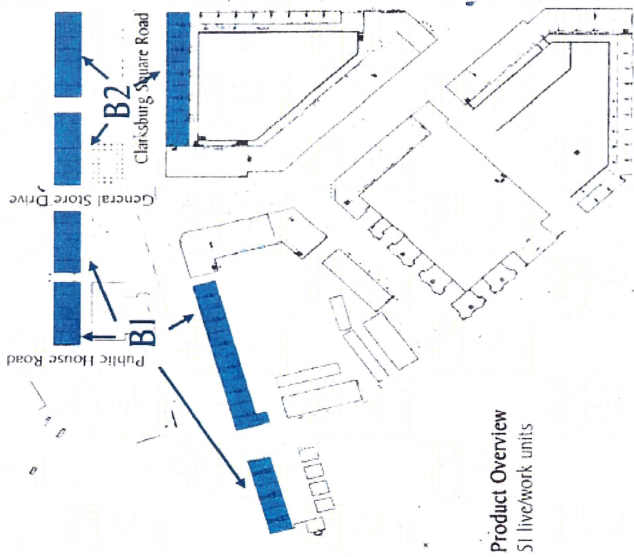 B2
Clarksburg Square Road
General Store Drive
B1
Public House Road
Product Overview
51 live/work units